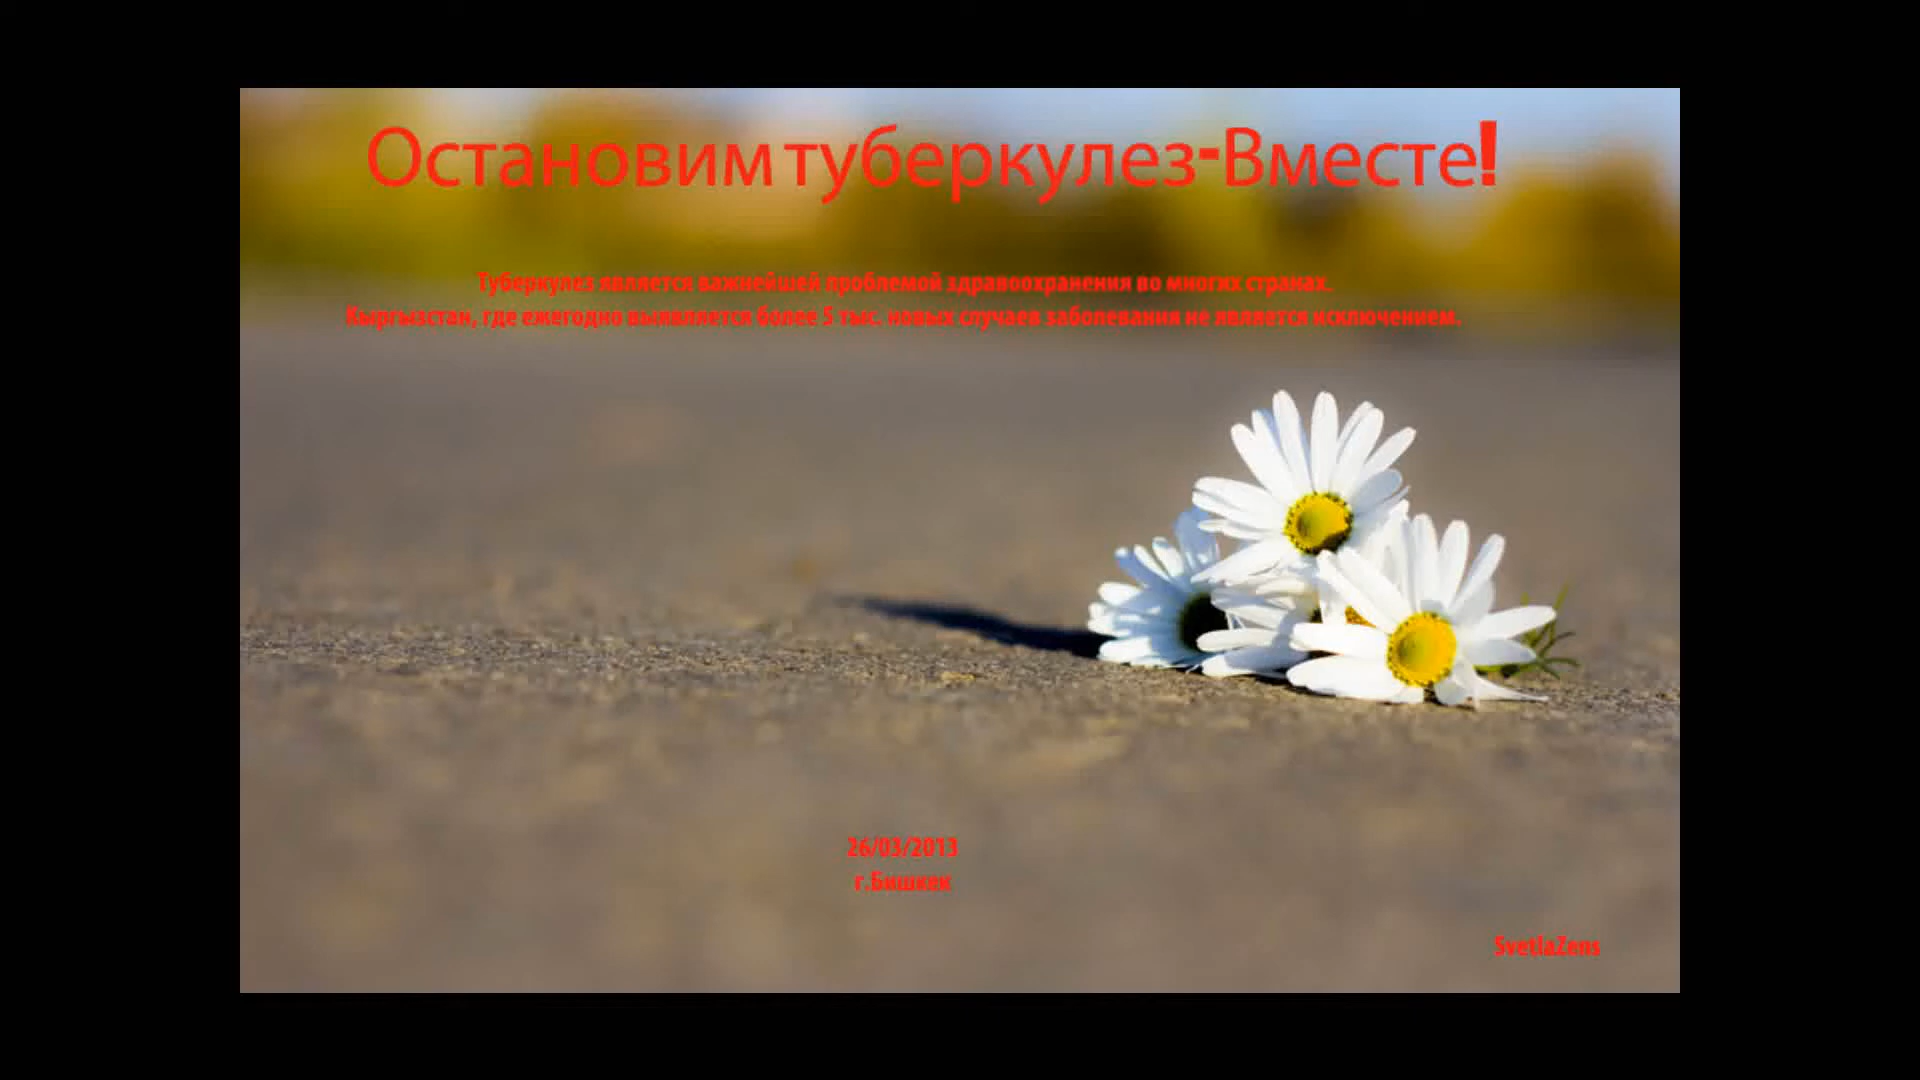 Остановим туберкулез-Вместе!
Туберкулез является важнейшей проблемой здравоохранения во многих странах.
Кыргызстан, где ежегодно выявляется более 5 тыс. новых случаев заболевания не является исключением.
26/03/2013
г.Бишкек
SvetlaZens